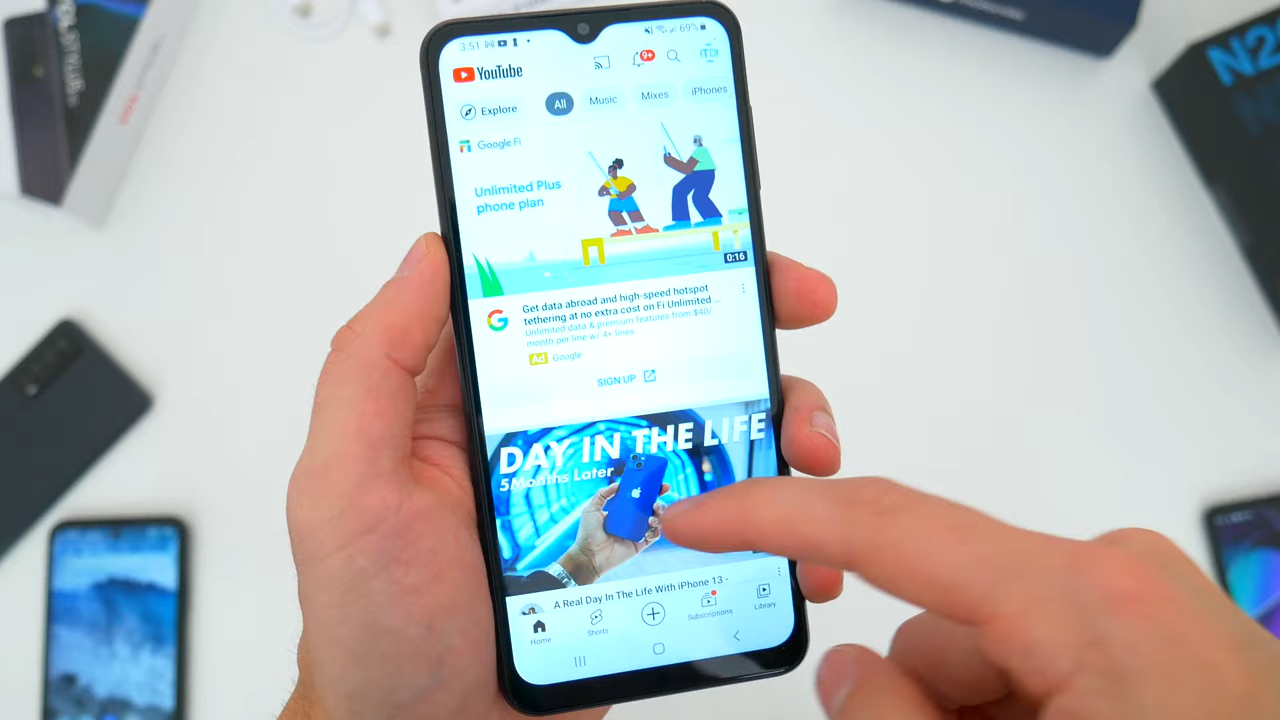 3:51
69%
YouTube
9+
Explore
All
Music
Mixes
iPhones
Google Fi
Unlimited Plus
phone plan
0:16
Get data abroad and high-speed hotspot
tethering at no extra cost on Fi Unlimited ...
Unlimited data & premium features from $40/
month per line w/ 4+ lines.
Ad Google
SIGN UP
DAY IN THE LIFE
5Months Later
A Real Day In The Life With iPhone 13 -
Home
Shorts
Subscriptions
Library